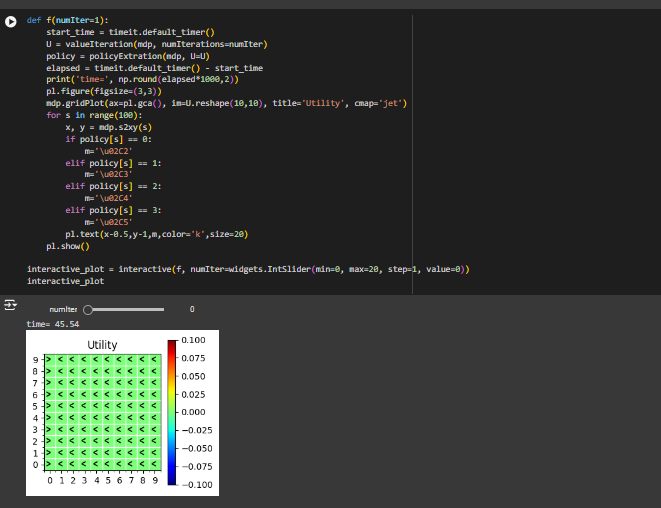 def f(numIter=1):
    start_time = timeit.default_timer()
    U = valueIteration(mdp, numIterations=numIter)
    policy = policyExtration(mdp, U=U)
    elapsed = timeit.default_timer() - start_time
    print('time=', np.round(elapsed*1000,2))
    pl.figure(figsize=(3,3))
    mdp.gridPlot(ax=pl.gca(), im=U.reshape(10,10), title='Utility', cmap='jet')
    for s in range(100):
        x, y = mdp.s2xy(s)
        if policy[s] == 0:
            m='\u02C2'
        elif policy[s] == 1:
            m='\u02C3'
        elif policy[s] == 2:
            m='\u02C4'
        elif policy[s] == 3:
            m='\u02C5'
        pl.text(x-0.5,y-1,m,color='k',size=20)
    pl.show()
interactive_plot = interactive(f, numIter=widgets.IntSlider(min=0, max=20, step=1, value=0))
interactive_plot
numIter 0
time= 45.54
Utility
9 > < < < < < < < < <
8 > < < < < < < < < <
7 > < < < < < < < < <
6 > < < < < < < < < <
5 > < < < < < < < < <
4 > < < < < < < < < <
3 > < < < < < < < < <
2 > < < < < < < < < <
1 > < < < < < < < < <
0 > < < < < < < < < <
0 1 2 3 4 5 6 7 8 9
0.100
0.075
0.050
0.025
0.000
−0.025
−0.050
−0.075
−0.100